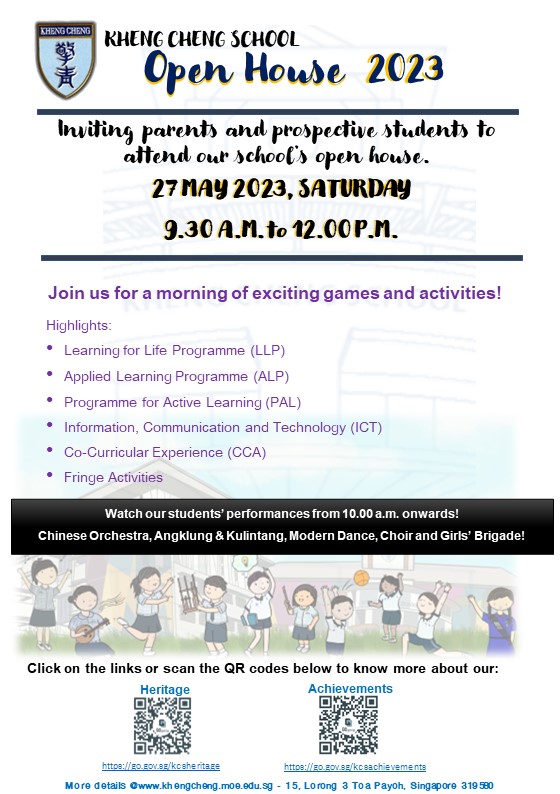 KHENG CHENG
擎青
KHENG CHENG SCHOOL
Open House 2023
Inviting parents and prospective students to
attend our school's open house.
27 MAY 2023, SATURDAY
9.30 A.M. to 12.00 P.M.
Join us for a morning of exciting games and activities!
KHENG CHENG SCHOOL
Highlights:
• Learning for Life Programme (LLP)
• Applied Learning Programme (ALP)
• Programme for Active Learning (PAL)
• Information, Communication and Technology (ICT)
• Co-Curricular Experience (CCA)
• Fringe Activities
Watch our students' performances from 10.00 a.m. onwards!
Chinese Orchestra, Angklung & Kulintang, Modern Dance, Choir and Girls' Brigade!
Click on the links or scan the QR codes below to know more about our:
Heritage
Achievements
https://go.gov.sg/kcsheritage
https://go.gov.sg/kcsachievements
More details @www.khengcheng.moe.edu.sg - 15, Lorong 3 Toa Payoh, Singapore 319580